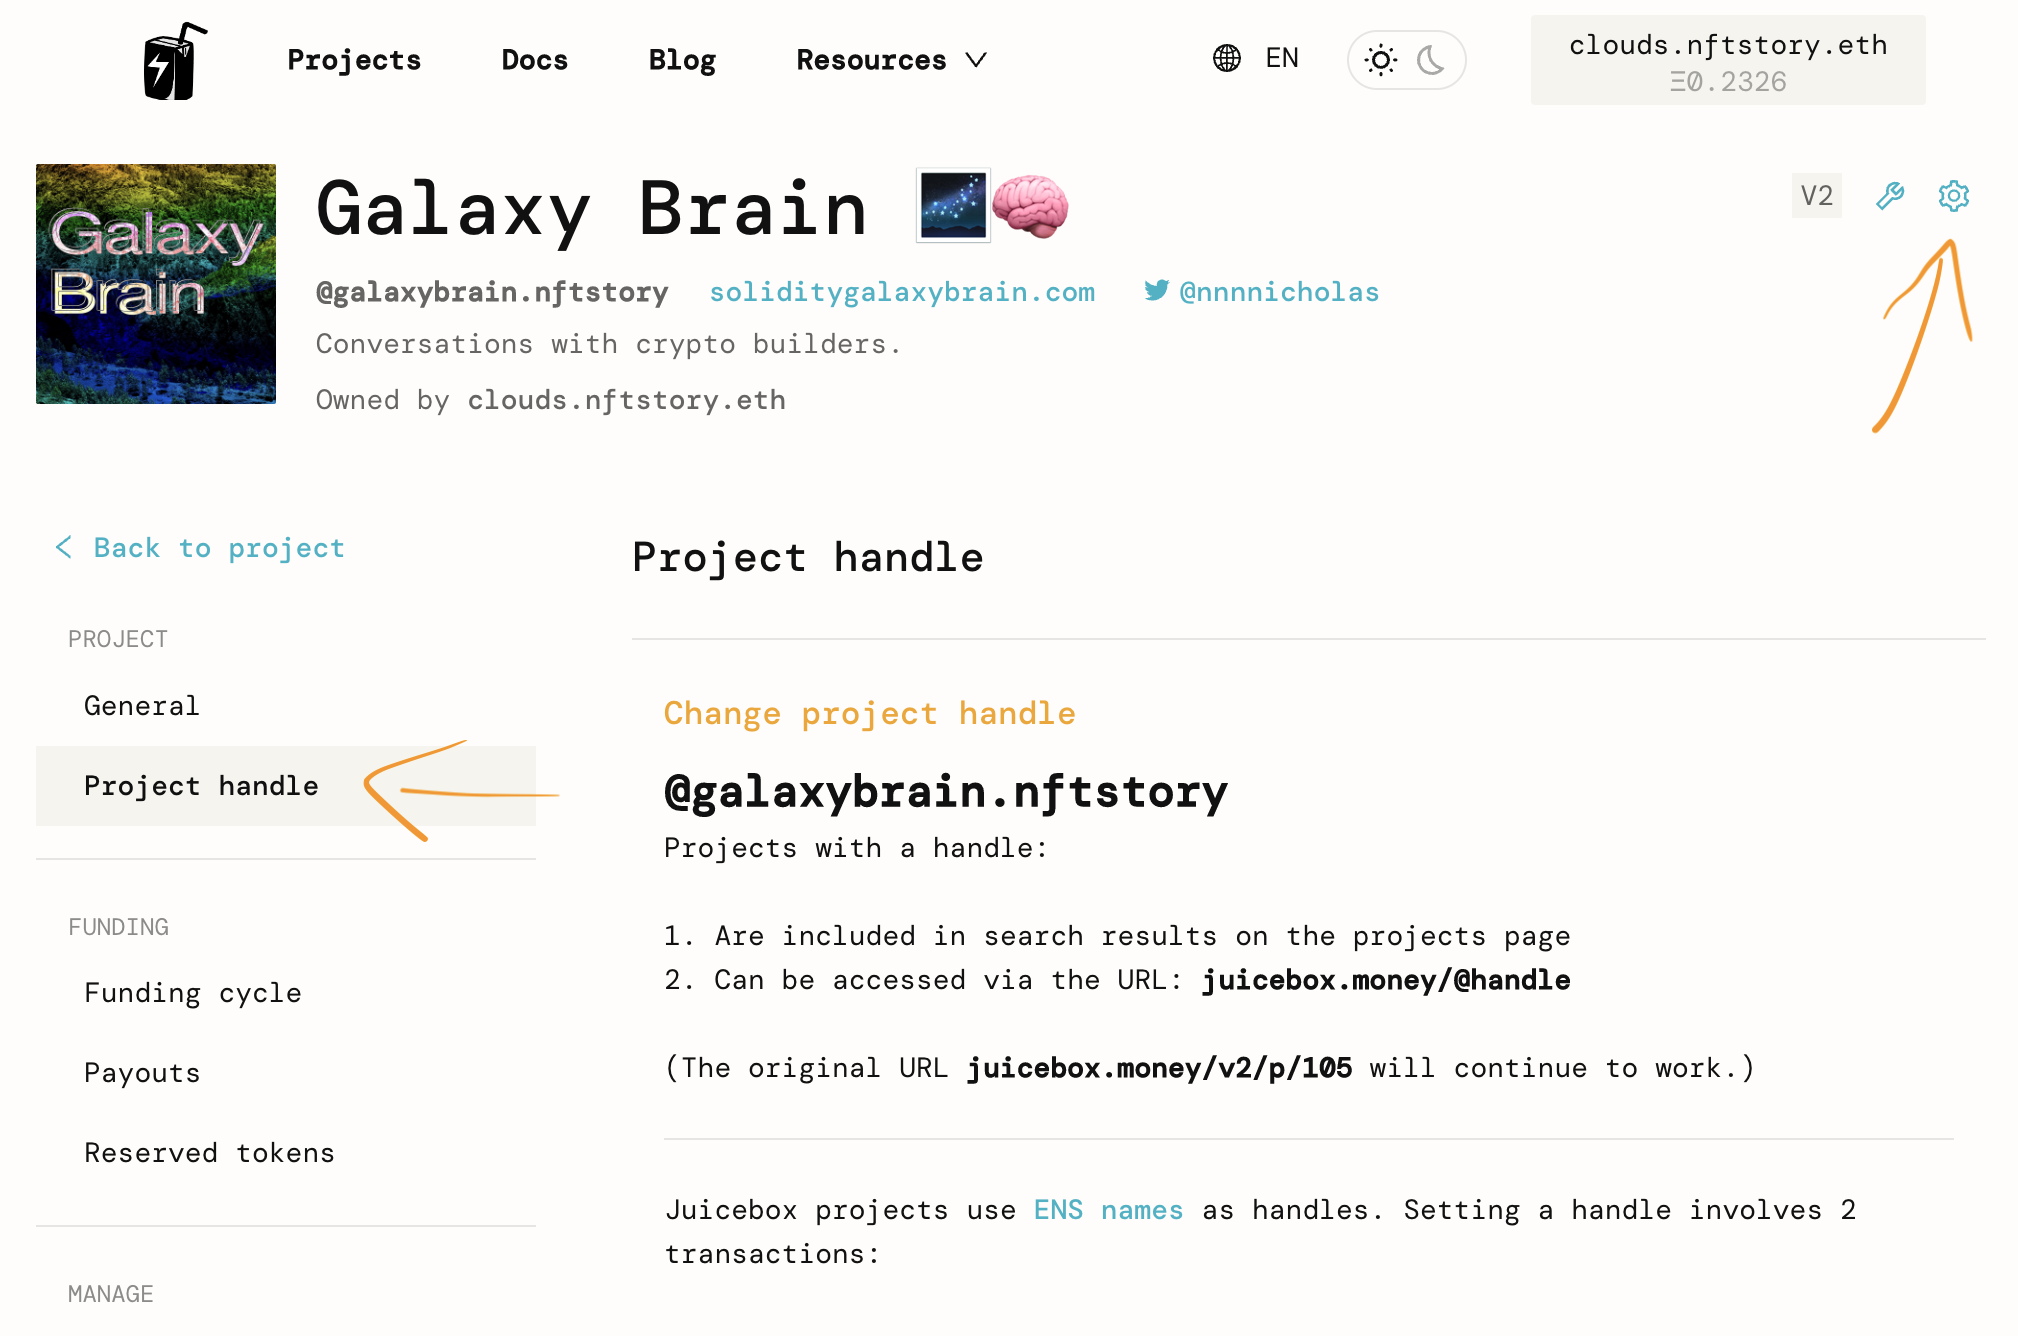 Projects Docs Blog Resources EN
clouds.nftstory.eth
Ξ0.2326
Galaxy
Brain
Galaxy Brain 🌌🧠
V2
@galaxybrain.nftstory soliditygalaxybrain.com @nnnnicholas
Conversations with crypto builders.
Owned by clouds.nftstory.eth
Back to project
PROJECT
General
Project handle
FUNDING
Funding cycle
Payouts
Reserved tokens
MANAGE
Project handle
Change project handle
@galaxybrain.nftstory
Projects with a handle:
1. Are included in search results on the projects page
2. Can be accessed via the URL: juicebox.money/@handle
(The original URL juicebox.money/v2/p/105 will continue to work.)
Juicebox projects use ENS names as handles. Setting a handle involves 2
transactions: